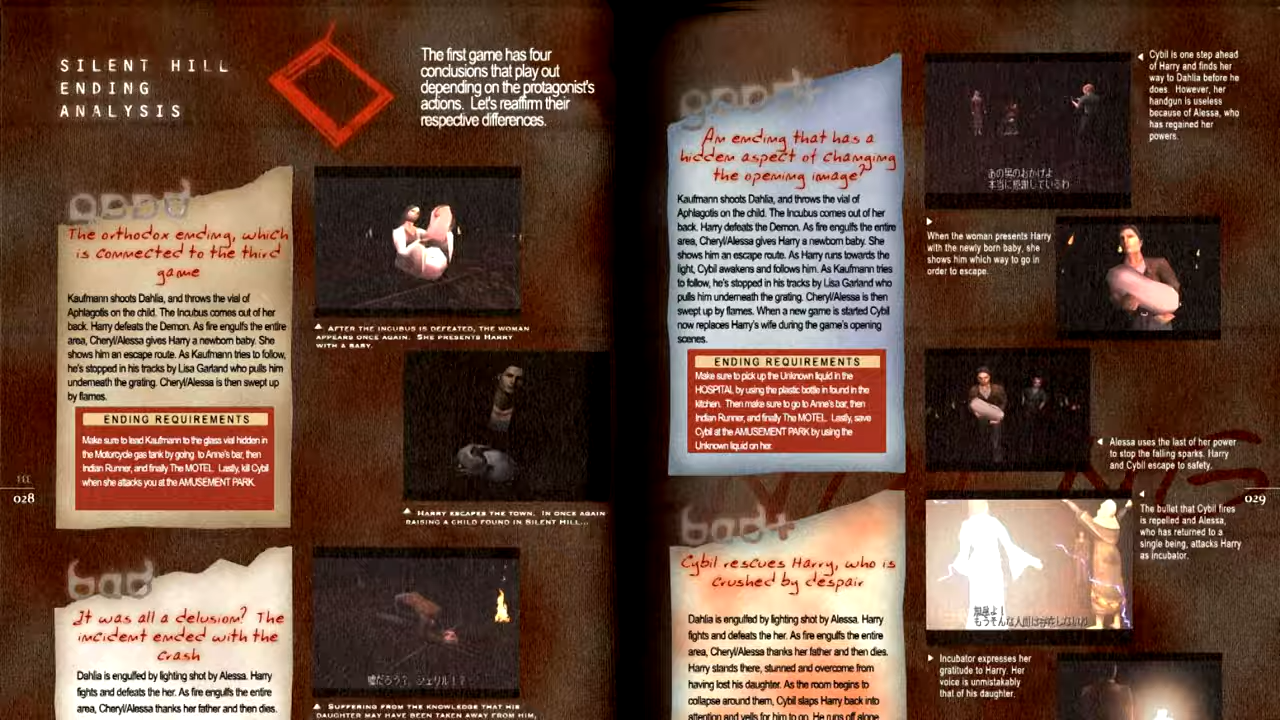 SILENT HILL
ENDING
ANALYSIS
The first game has four
conclusions that play out
depending on the protagonist's
actions. Let's reaffirm their
respective differences.
good
The orthodox ending, which
is connected to the third
game
Kaufmann shoots Dahlia, and throws the vial of
Aphlagotis on the child. The Incubus comes out of her
back. Harry defeats the Demon. As fire engulfs the entire
area, Cheryl/Alessa gives Harry a newborn baby. She
shows him an escape route. As Kaufmann tries to follow,
he's stopped in his tracks by Lisa Garland who pulls him
underneath the grating. Cheryl/Alessa is then swept up
by flames.
ENDING REQUIREMENTS
Make sure to lead Kaufmann to the glass vial hidden in
the Motorcycle gas tank by going to Annie's bar, then
Indian Runner, and finally The MOTEL. Lastly, kill Cybil
when she attacks you at the AMUSEMENT PARK.
AFTER THE INCUBUS IS DEFEATED, THE WOMAN
APPEARS ONCE AGAIN. SHE PRESENTS HARRY
WITH A BABY.
HARRY ESCAPES THE TOWN. IN ONCE AGAIN
RAISING A CHILD FOUND IN SILENT HILL...
028
bad
It was all a delusion? The
incident ended with the
crash
Dahlia is engulfed by lighting shot by Alessa. Harry
fights and defeats the her. As fire engulfs the entire
area, Cheryl/Alessa thanks her father and then dies.
嘘だろう?、シェリル!?
SUFFERING FROM THE KNOWLEDGE THAT HIS
DAUGHTER MAY HAVE BEEN TAKEN AWAY FROM HIM,
good+
An ending that has a
hidden aspect of changing
the opening image?
Kaufmann shoots Dahlia, and throws the vial of
Aphlagotis on the child. The Incubus comes out of her
back. Harry defeats the Demon. As fire engulfs the entire
area, Cheryl/Alessa gives Harry a newborn baby. She
shows him an escape route. As Harry runs towards the
light, Cybil awakens and follows him. As Kaufmann tries
to follow, he's stopped in his tracks by Lisa Garland who
pulls him underneath the grating. Cheryl/Alessa is then
swept up by flames. When a new game is started Cybil
now replaces Harry's wife during the game's opening
scenes.
ENDING REQUIREMENTS
Make sure to pick up the Unknown liquid in the
HOSPITAL by using the plastic bottle in found in the
kitchen. Then make sure to go to Annie's bar, then
Indian Runner, and finally The MOTEL. Lastly, save
Cybil at the AMUSEMENT PARK by using the
Unknown liquid on her.
あの男のおかげよ
本当に感謝しているわ
Cybil is one step ahead
of Harry and finds her
way to Dahlia before he
does. However, her
handgun is useless
because of Alessa, who
has regained her
powers.
When the woman presents Harry
with the newly born baby, she
shows him which way to go in
order to escape.
Alessa uses the last of her power
to stop the falling sparks. Harry
and Cybil escape to safety.
029
bad+
Cybil rescues Harry, who is
crushed by despair
Dahlia is engulfed by lighting shot by Alessa. Harry
fights and defeats the her. As fire engulfs the entire
area, Cheryl/Alessa thanks her father and then dies.
Harry stands there, stunned and overcome from
having lost his daughter. As the room begins to
collapse around them, Cybil slaps Harry back into
attention and yells for him to go. He runs off alone
無駄よ!
The bullet that Cybil fires
is repelled and Alessa,
who has returned to a
single being, attacks Harry
as incubator.
Incubator expresses her
gratitude to Harry. Her
voice is unmistakably
that of his daughter.